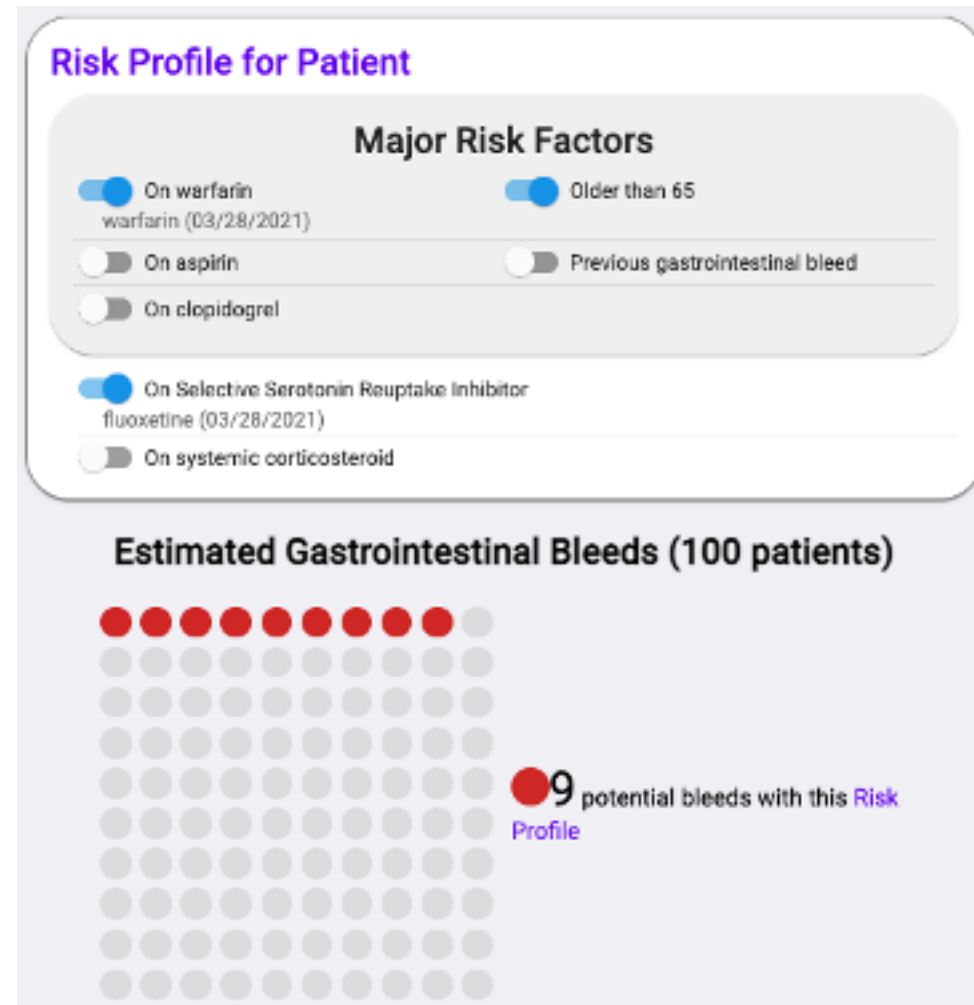 Risk Profile for Patient
Major Risk Factors
On warfarin
warfarin (03/28/2021)
Older than 65
On aspirin
Previous gastrointestinal bleed
On clopidogrel
On Selective Serotonin Reuptake Inhibitor
fluoxetine (03/28/2021)
On systemic corticosteroid
Estimated Gastrointestinal Bleeds (100 patients)
9 potential bleeds with this Risk
Profile